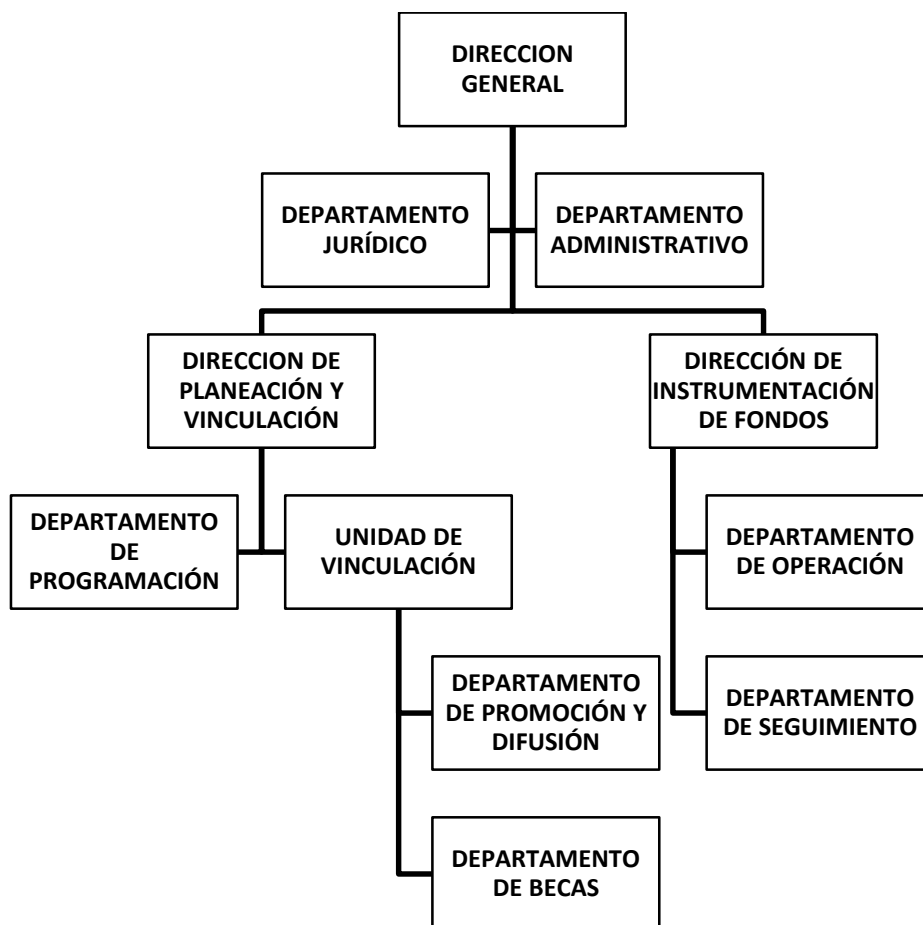 DIRECCION
GENERAL
DEPARTAMENTO
JURÍDICO
DEPARTAMENTO
ADMINISTRATIVO
DIRECCION DE
PLANEACIÓN Y
VINCULACIÓN
DIRECCIÓN DE
INSTRUMENTACIÓN
DE FONDOS
DEPARTAMENTO
DE
PROGRAMACIÓN
UNIDAD DE
VINCULACIÓN
DEPARTAMENTO
DE OPERACIÓN
DEPARTAMENTO
DE PROMOCIÓN Y
DIFUSIÓN
DEPARTAMENTO
DE SEGUIMIENTO
DEPARTAMENTO
DE BECAS